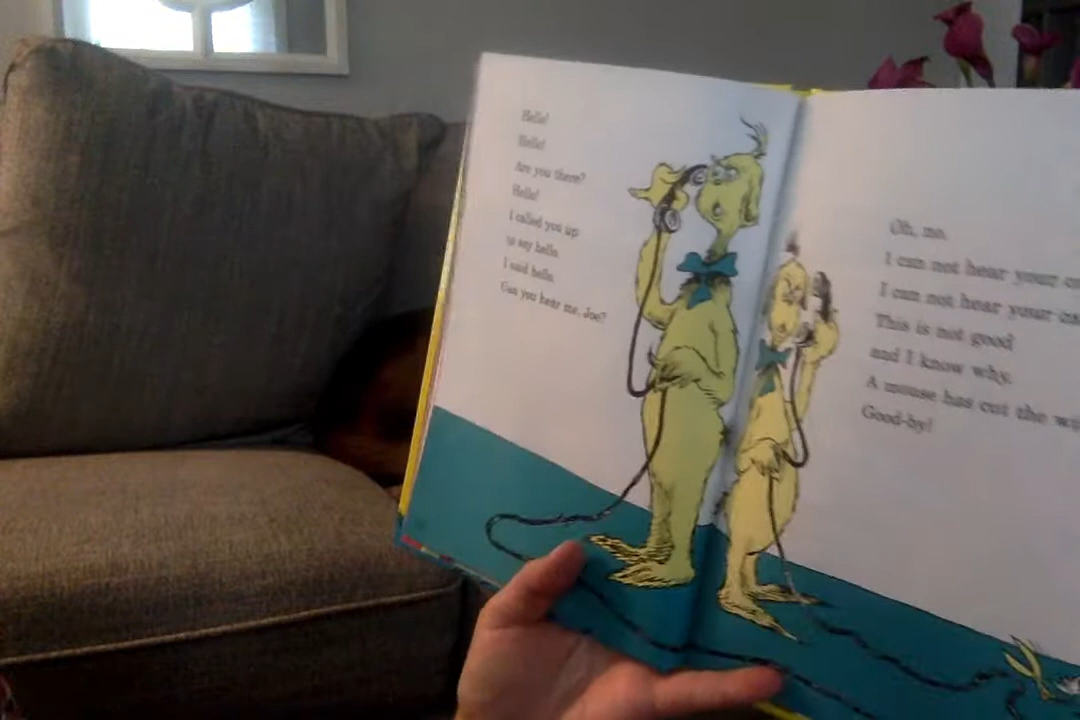 Hello!
Hello!
Are you there?
Hello!
I called you up
to say hello.
I said hello.
Can you hear me, Joe?
Oh, no.
I can not hear your
I can not hear your
This is not good
and I know why.
A mouse has cut the
Good-by!